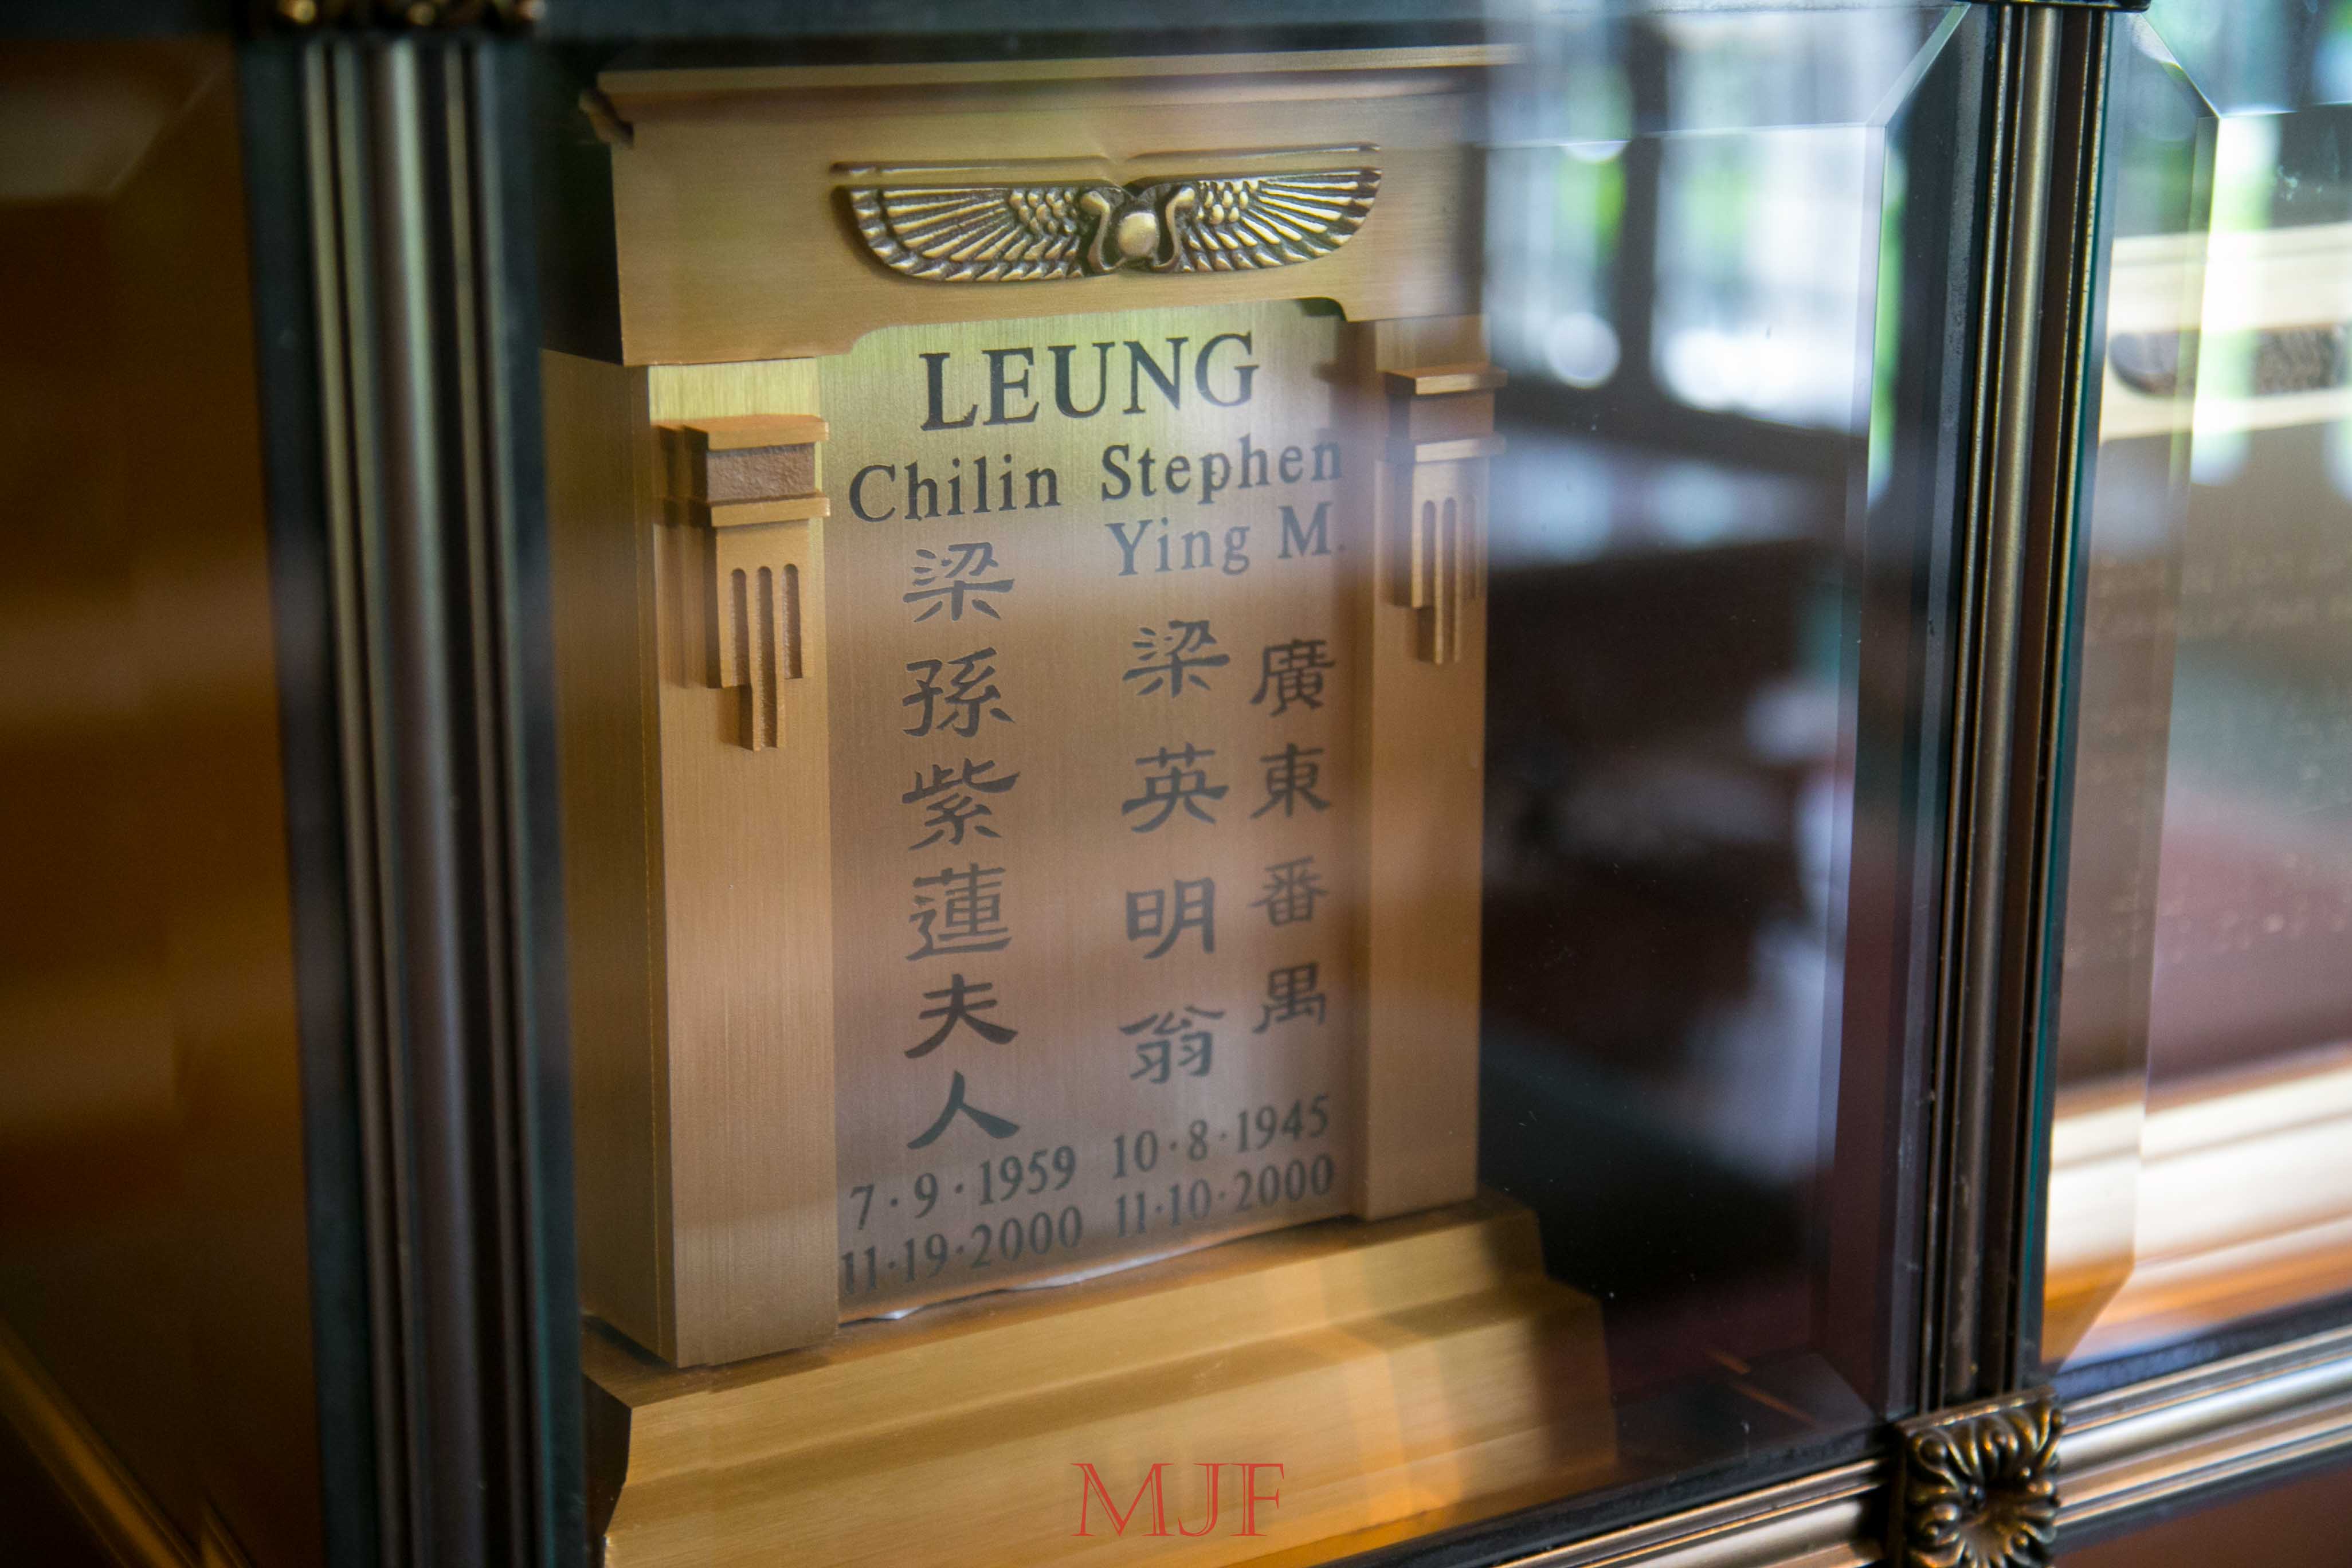 LEUNG
Chilin Stephen
Ying M.
廣東番禺
梁英明翁
梁孫紫蓮夫人
7·9·1959 10·8·1945
11·19·2000 11·10·2000
MJF